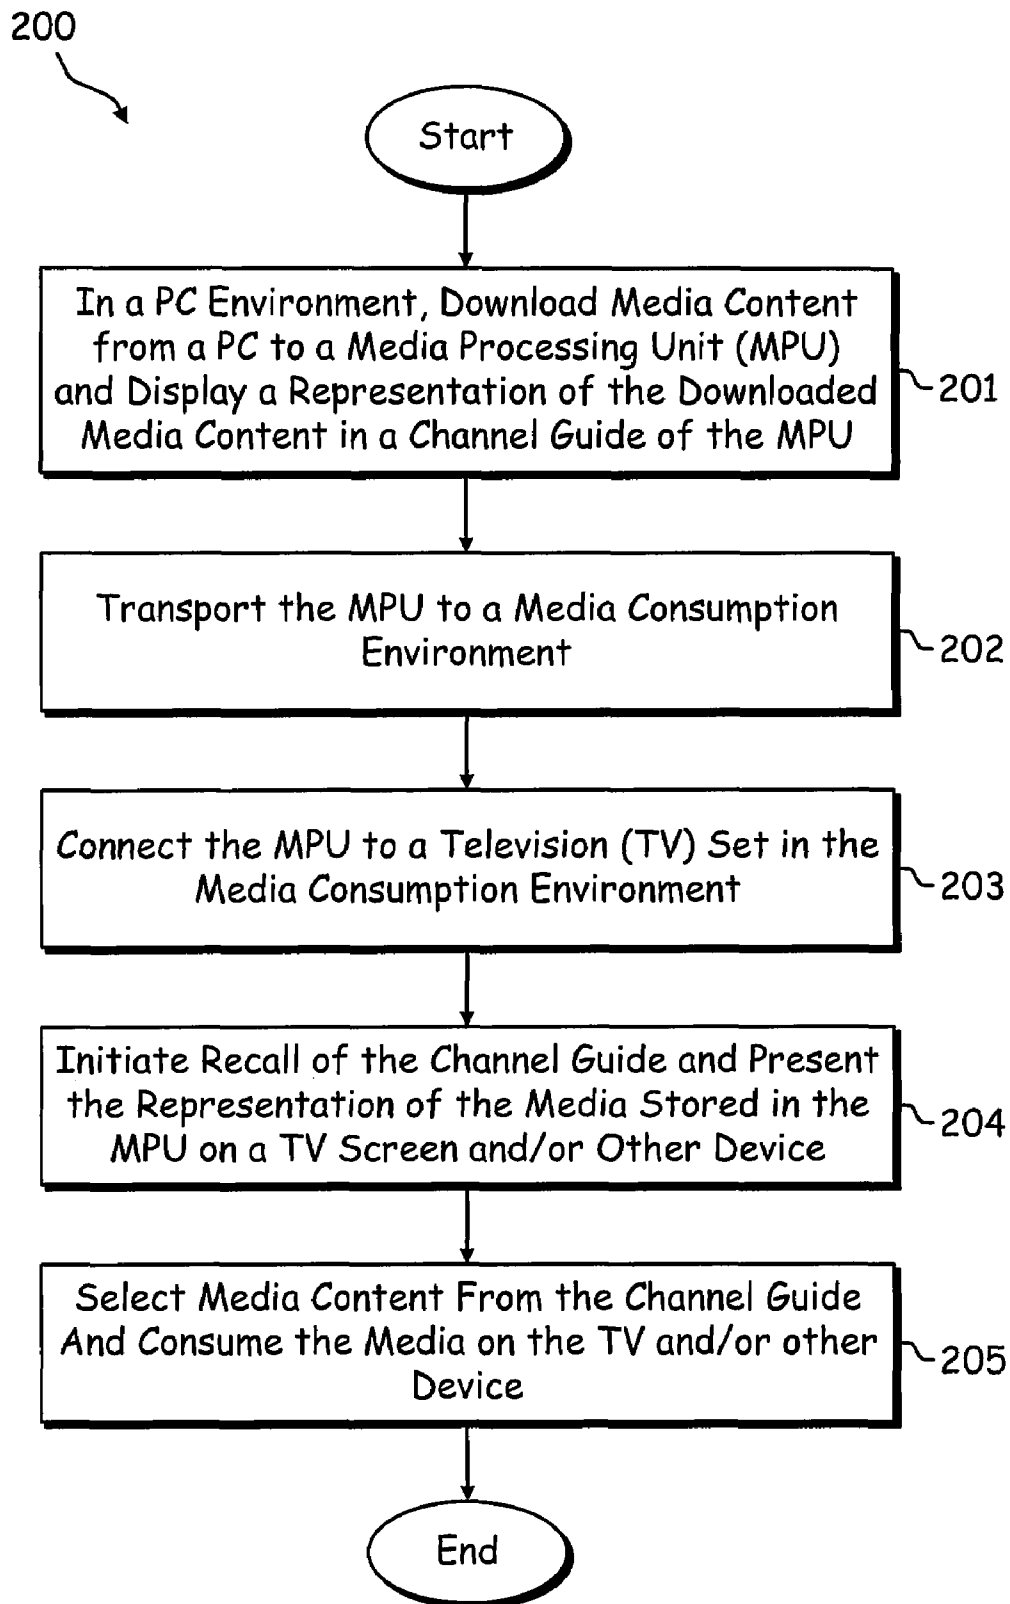 200
Start
In a PC Environment, Download Media Content
from a PC to a Media Processing Unit (MPU)
and Display a Representation of the Downloaded
Media Content in a Channel Guide of the MPU
201
Transport the MPU to a Media Consumption
Environment
202
Connect the MPU to a Television (TV) Set in the
Media Consumption Environment
203
Initiate Recall of the Channel Guide and Present
the Representation of the Media Stored in the
MPU on a TV Screen and/or Other Device
204
Select Media Content From the Channel Guide
And Consume the Media on the TV and/or other
Device
205
End